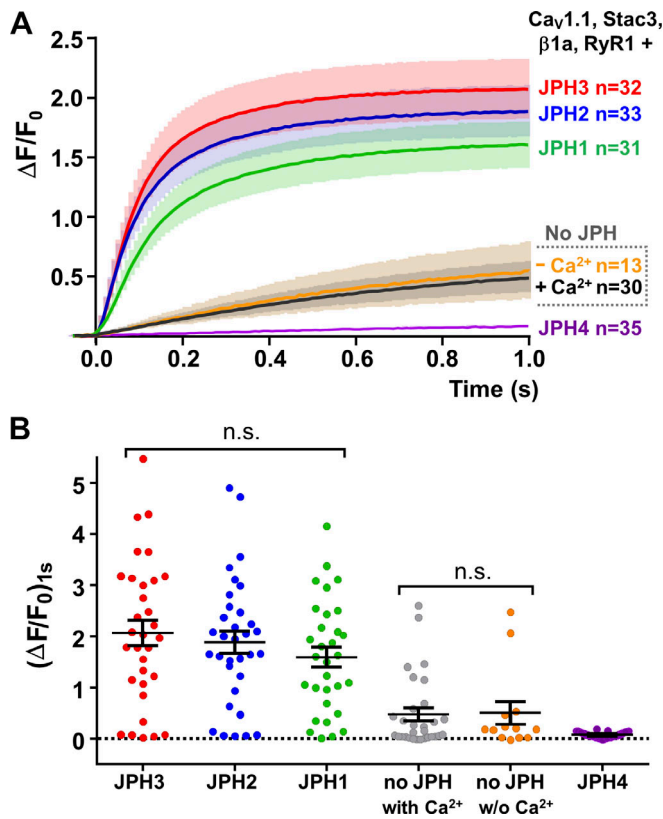 A
Caᵥ1.1, Stac3,
β1a, RyR1 +
2.5
2.0
1.5
1.0
0.5
ΔF/F₀
JPH3 n=32
JPH2 n=33
JPH1 n=31
No JPH
− Ca²⁺ n=13
+ Ca²⁺ n=30
JPH4 n=35
0.0 0.2 0.4 0.6 0.8 1.0
Time (s)
B
n.s.
n.s.
5
4
3
2
1
0
(ΔF/F₀)₁ₛ
JPH3 JPH2 JPH1 no JPH no JPH JPH4
with Ca²⁺ w/o Ca²⁺